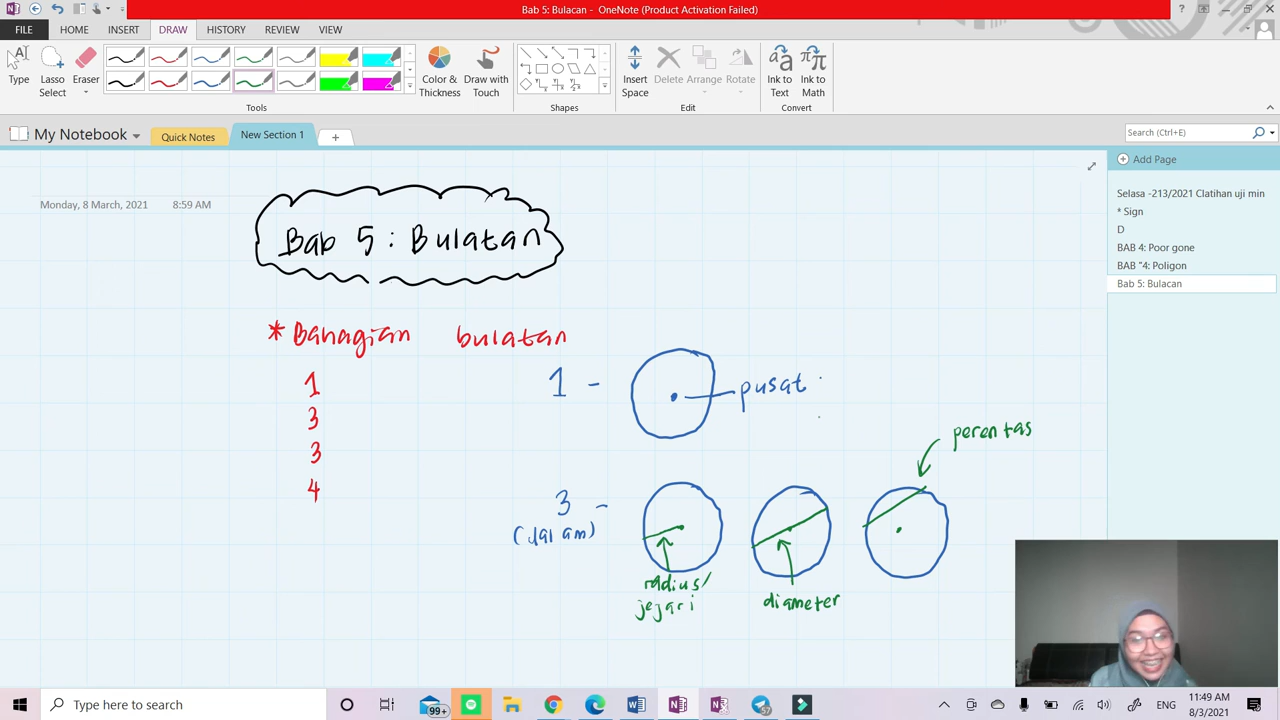 Bab 5: Bulacan - OneNote (Product Activation Failed)
FILE HOME INSERT DRAW HISTORY REVIEW VIEW
Type
Lasso Select
Eraser
Color & Thickness
Draw with Touch
Insert Space
Delete
Arrange
Rotate
Ink to Text
Ink to Math
Tools
Shapes
Edit
Convert
My Notebook
Quick Notes
New Section 1
Search (Ctrl+E)
Add Page
Selasa -213/2021 Clatihan uji min
* Sign
D
BAB 4: Poor gone
BAB "4: Poligon
Bab 5: Bulacan
Monday, 8 March, 2021 8:59 AM
Bab 5 : Bulatan
* Bahagian bulatan
1
3
3
4
1 - pusat
perentas
3 -
(dalam)
radius/
jejari
diameter
Type here to search
99+
57
ENG
11:49 AM
8/3/2021